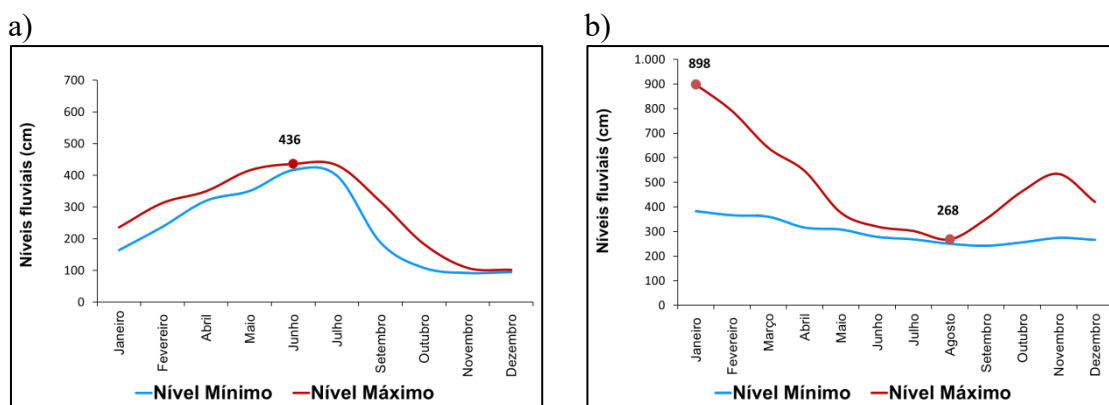 a)
Níveis fluviais (cm)
700
600
500
400
300
200
100
0
436
Janeiro
Fevereiro
Abril
Maio
Junho
Julho
Setembro
Outubro
Novembro
Dezembro
Nível Mínimo
Nível Máximo
b)
Níveis fluviais (cm)
1.000
900
800
700
600
500
400
300
200
100
0
898
268
Janeiro
Fevereiro
Março
Abril
Maio
Junho
Julho
Agosto
Setembro
Outubro
Novembro
Dezembro
Nível Mínimo
Nível Máximo